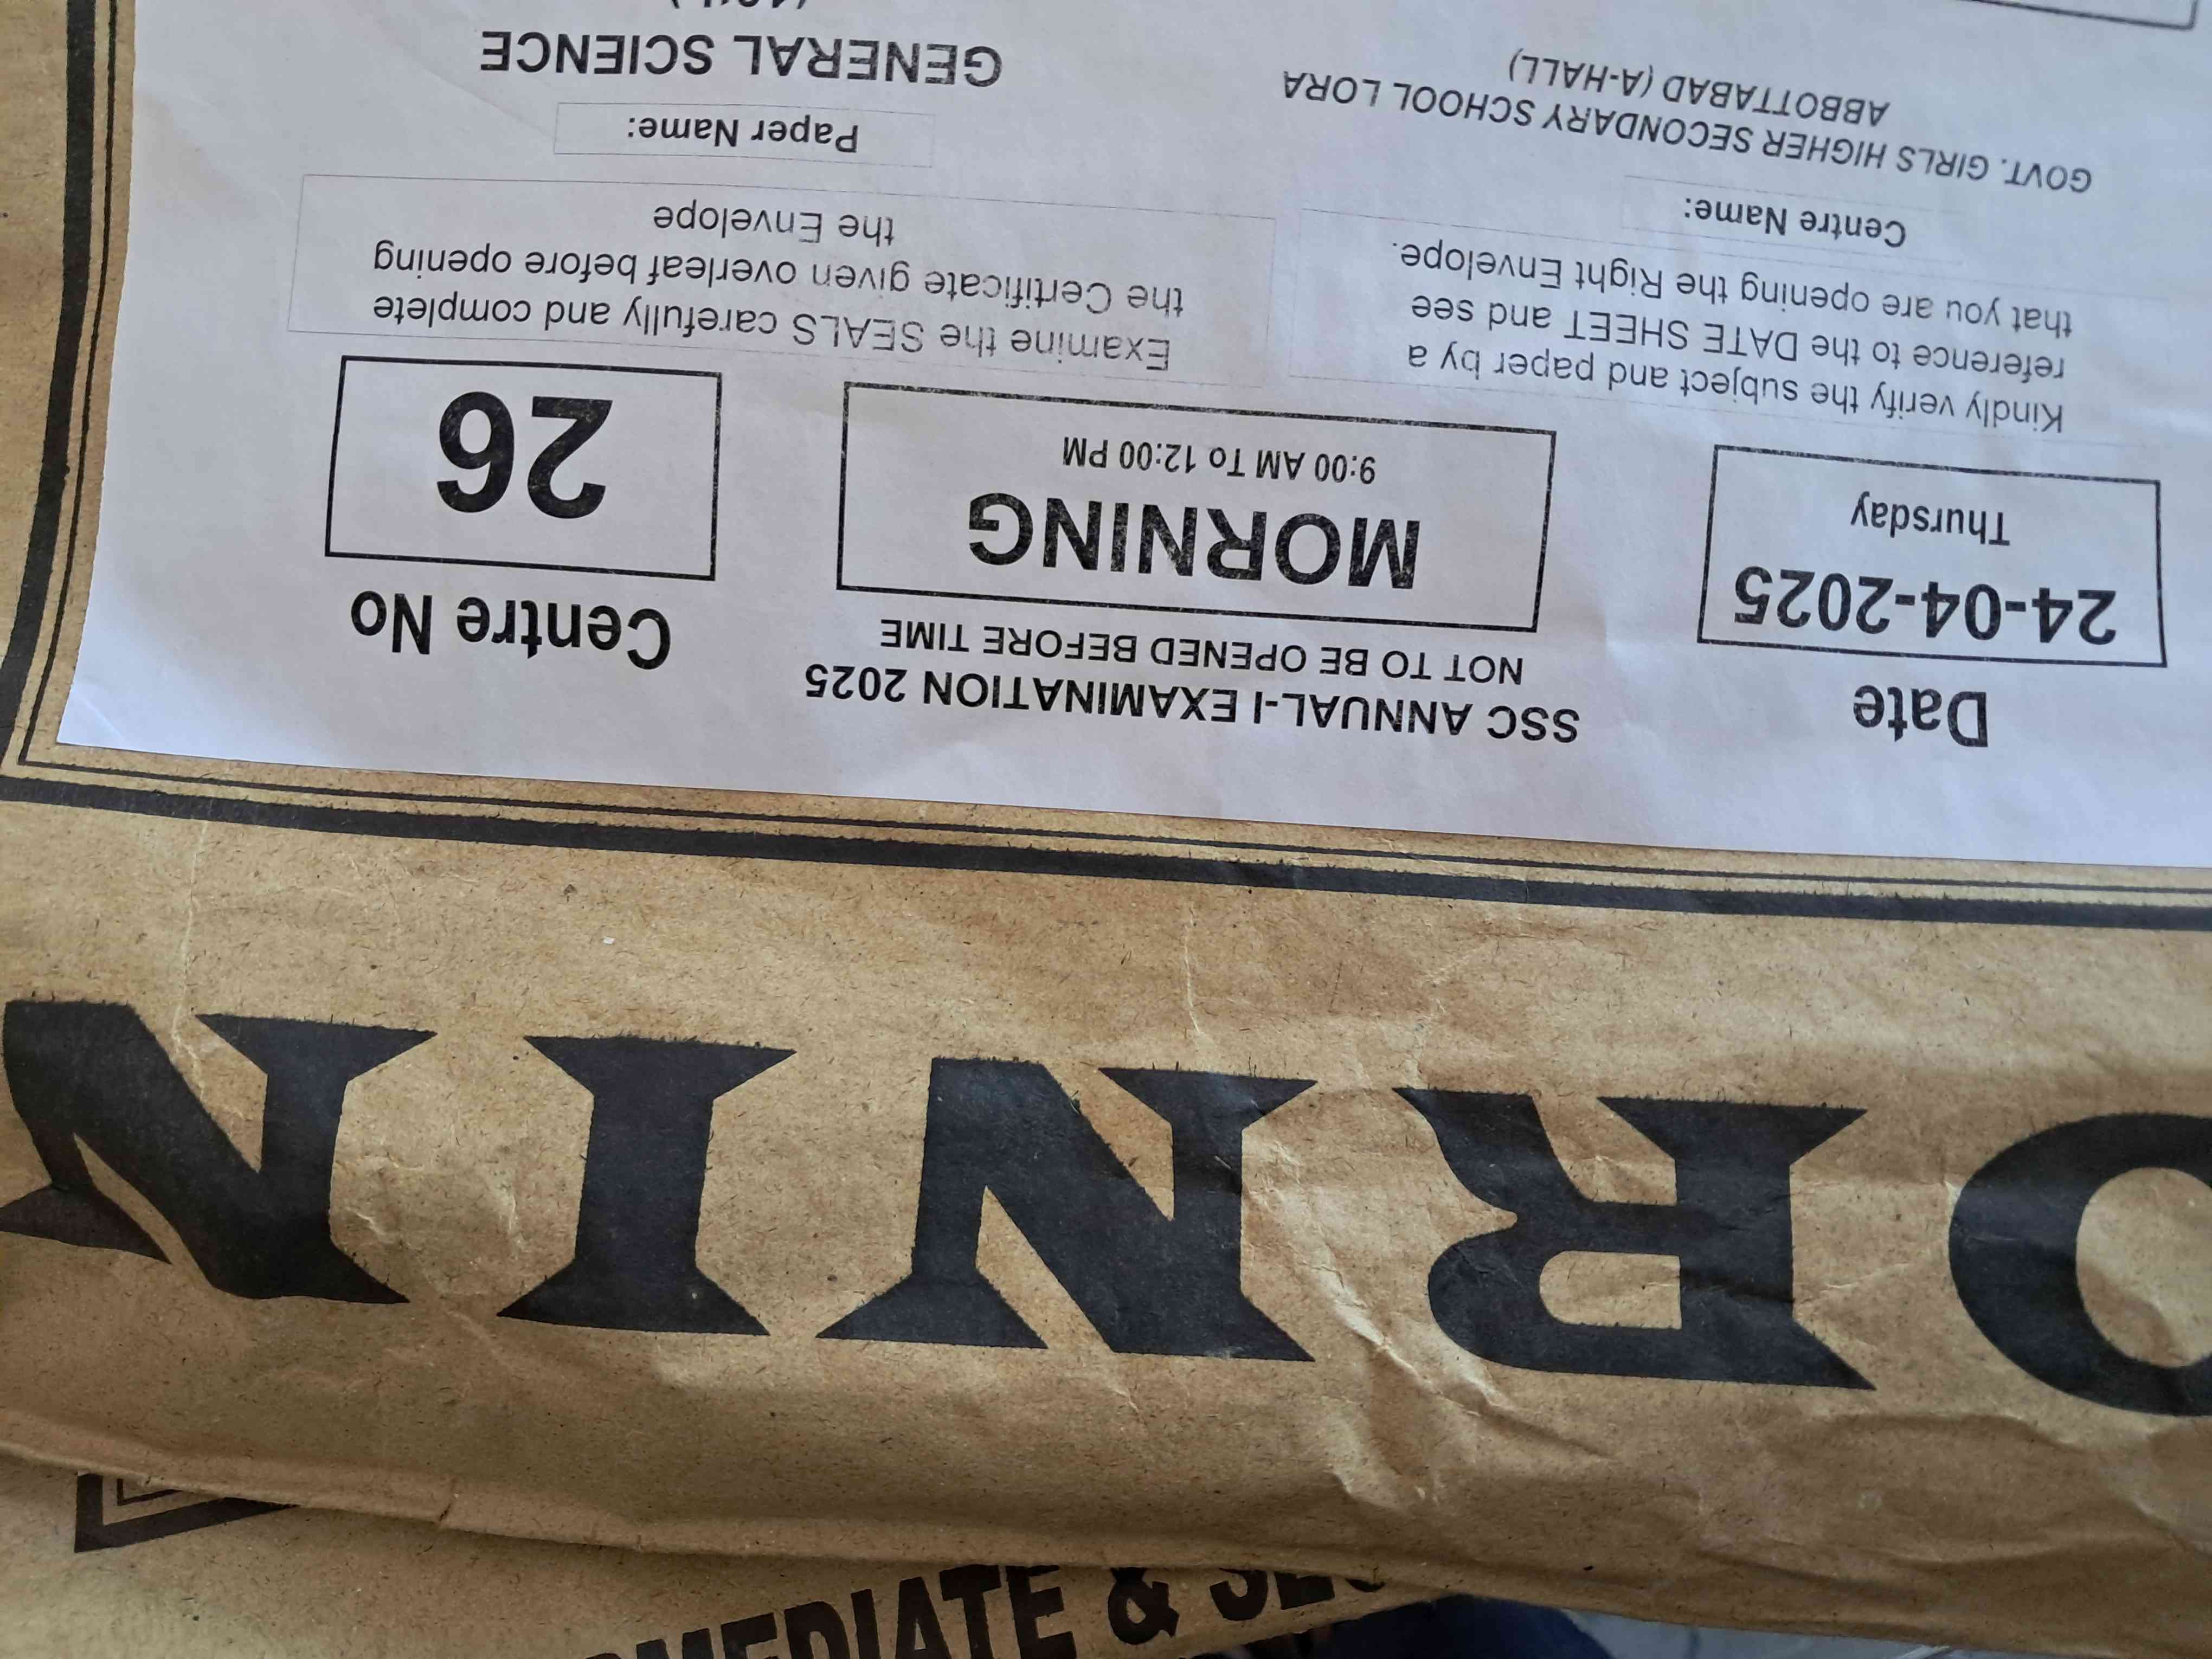 MEDIATE &
ORNIN
Date
24-04-2025
Thursday
SSC ANNUAL-I EXAMINATION 2025
NOT TO BE OPENED BEFORE TIME
MORNING
9:00 AM To 12:00 PM
Centre No
26
Kindly verify the subject and paper by a
reference to the DATE SHEET and see
that you are opening the Right Envelope.
Examine the SEALS carefully and complete
the Certificate given overleaf before opening
the Envelope
Centre Name:
GOVT. GIRLS HIGHER SECONDARY SCHOOL LORA
ABBOTTABAD (A-HALL)
Paper Name:
GENERAL SCIENCE